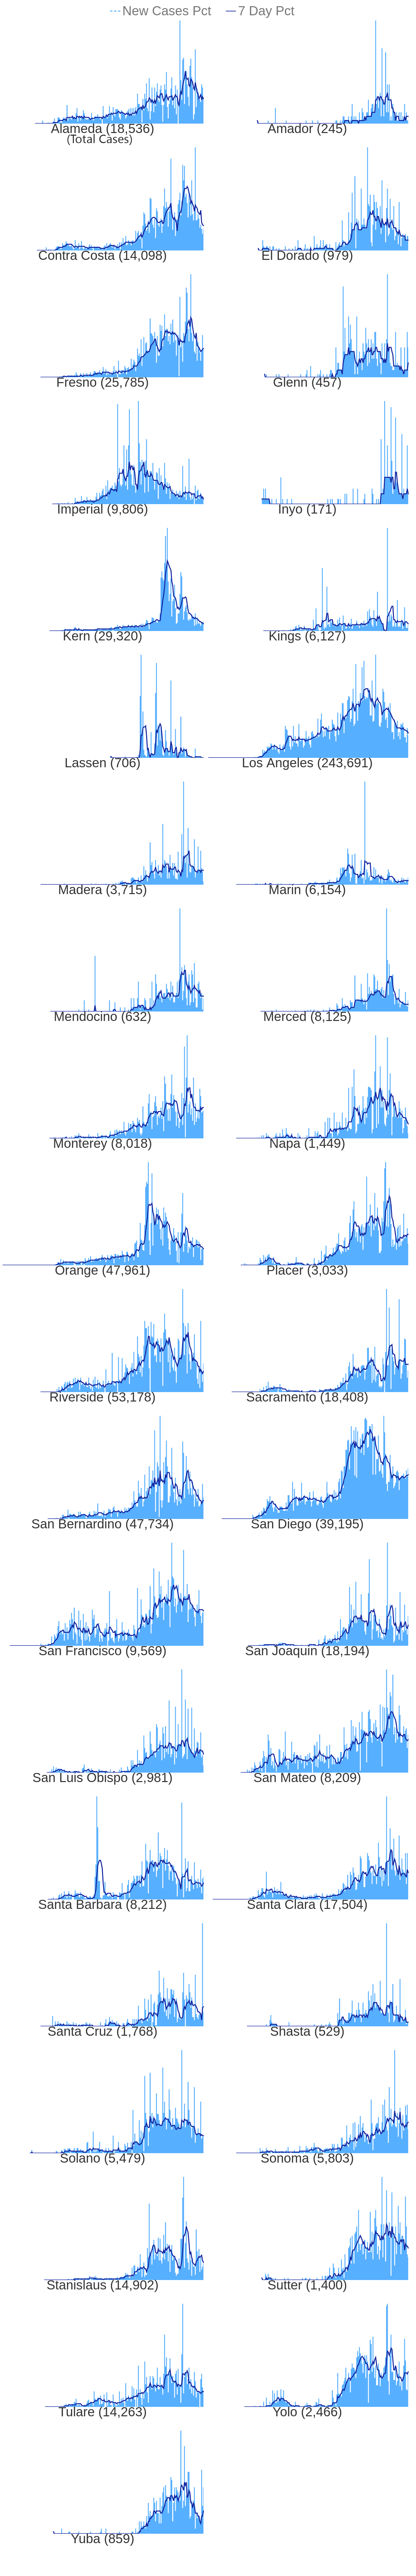 New Cases Pct 7 Day Pct
Alameda (18,536) Amador (245)
(Total Cases)
Contra Costa (14,098) El Dorado (979)
Fresno (25,785) Glenn (457)
Imperial (9,806) Inyo (171)
Kern (29,320) Kings (6,127)
Lassen (706) Los Angeles (243,691)
Madera (3,715) Marin (6,154)
Mendocino (632) Merced (8,125)
Monterey (8,018) Napa (1,449)
Orange (47,961) Placer (3,033)
Riverside (53,178) Sacramento (18,408)
San Bernardino (47,734) San Diego (39,195)
San Francisco (9,569) San Joaquin (18,194)
San Luis Obispo (2,981) San Mateo (8,209)
Santa Barbara (8,212) Santa Clara (17,504)
Santa Cruz (1,768) Shasta (529)
Solano (5,479) Sonoma (5,803)
Stanislaus (14,902) Sutter (1,400)
Tulare (14,263) Yolo (2,466)
Yuba (859)